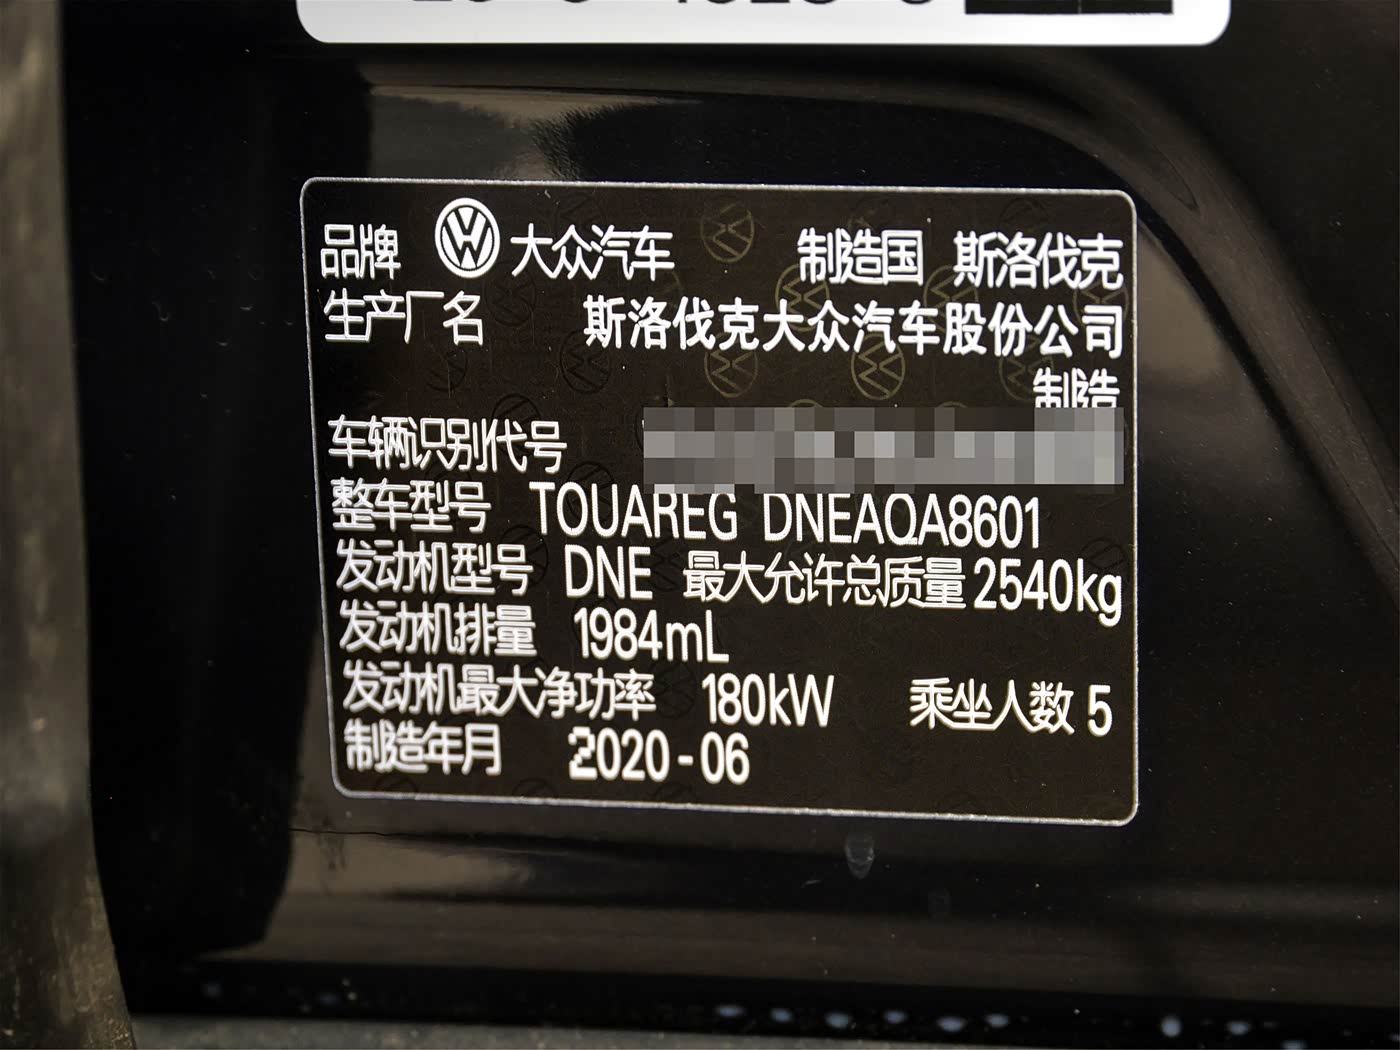 品牌 大众汽车 制造国 斯洛伐克
生产厂名 斯洛伐克大众汽车股份公司
制造
车辆识别代号
整车型号 TOUAREG DNEAQA8601
发动机型号 DNE 最大允许总质量 2540kg
发动机排量 1984mL
发动机最大净功率 180kW 乘坐人数 5
制造年月 2020-06